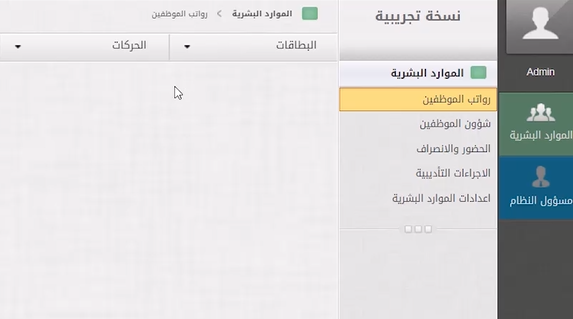 Admin
الموارد البشرية
مسؤول النظام
نسخة تجريبية
الموارد البشرية
رواتب الموظفين
شؤون الموظفين
الحضور والانصراف
الاجراءات التأديبية
اعدادات الموارد البشرية
الموارد البشرية > رواتب الموظفين
البطاقات
الحركات